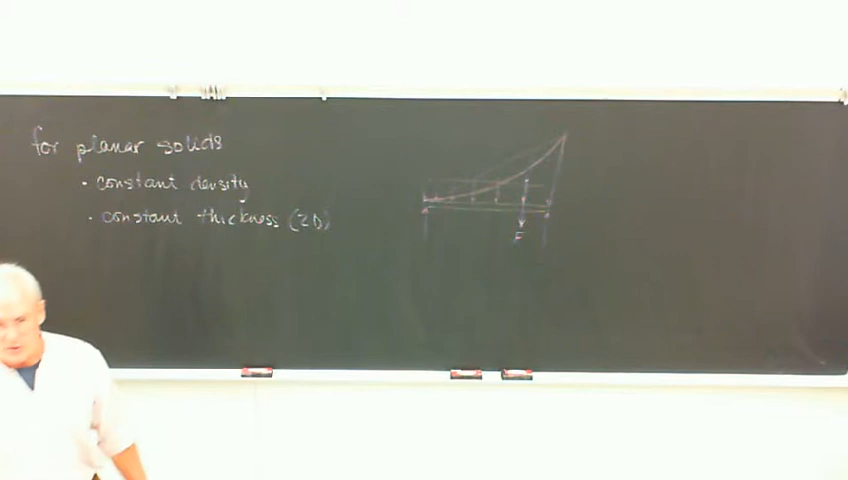 for planar solids
· constant density
· constant thickness (2D)
F